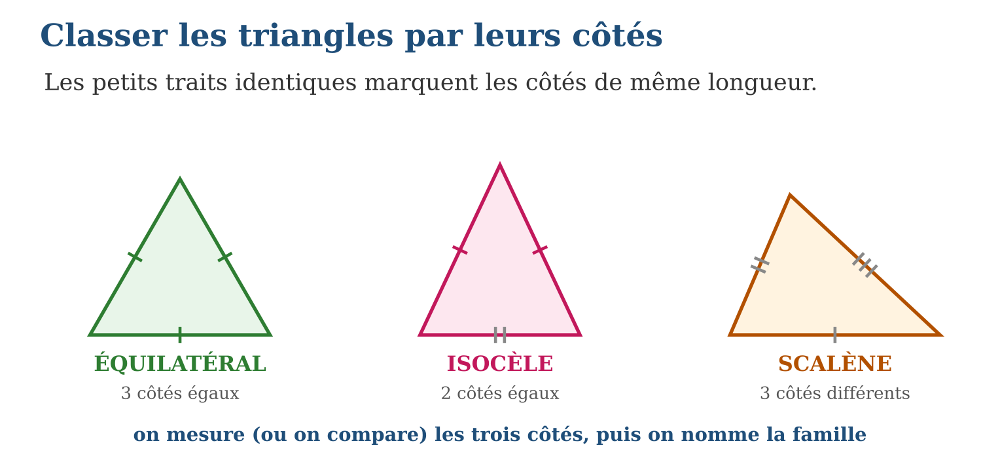 Classer les triangles par leurs côtés
Les petits traits identiques marquent les côtés de même longueur.
ÉQUILATÉRAL
3 côtés égaux
ISOCÈLE
2 côtés égaux
SCALÈNE
3 côtés différents
on mesure (ou on compare) les trois côtés, puis on nomme la famille